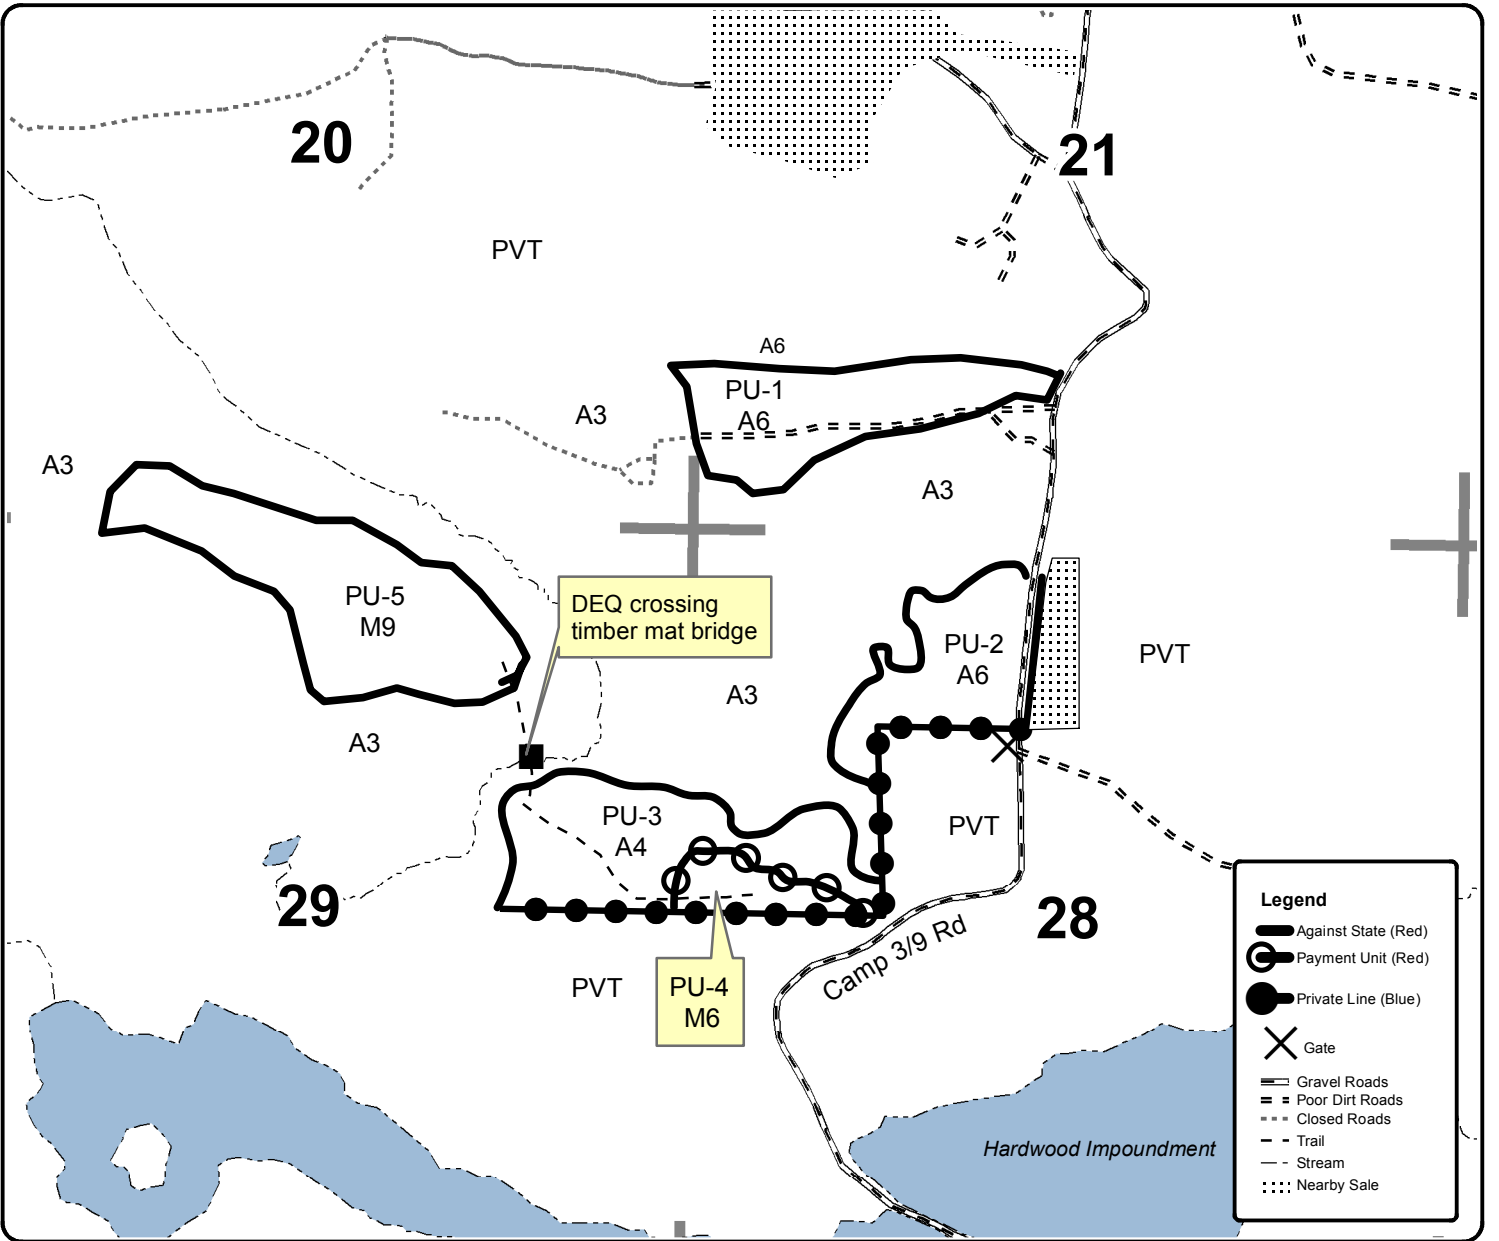 20
21
PVT
A6
PU-1
A6
A3
A3
A3
PU-5
M9
DEQ crossing
timber mat bridge
PU-2
A6
PVT
A3
A3
PU-3
A4
PVT
29
28
Camp 3/9 Rd
PVT
PU-4
M6
Hardwood Impoundment
Legend
Against State (Red)
Payment Unit (Red)
Private Line (Blue)
Gate
Gravel Roads
Poor Dirt Roads
Closed Roads
Trail
Stream
Nearby Sale